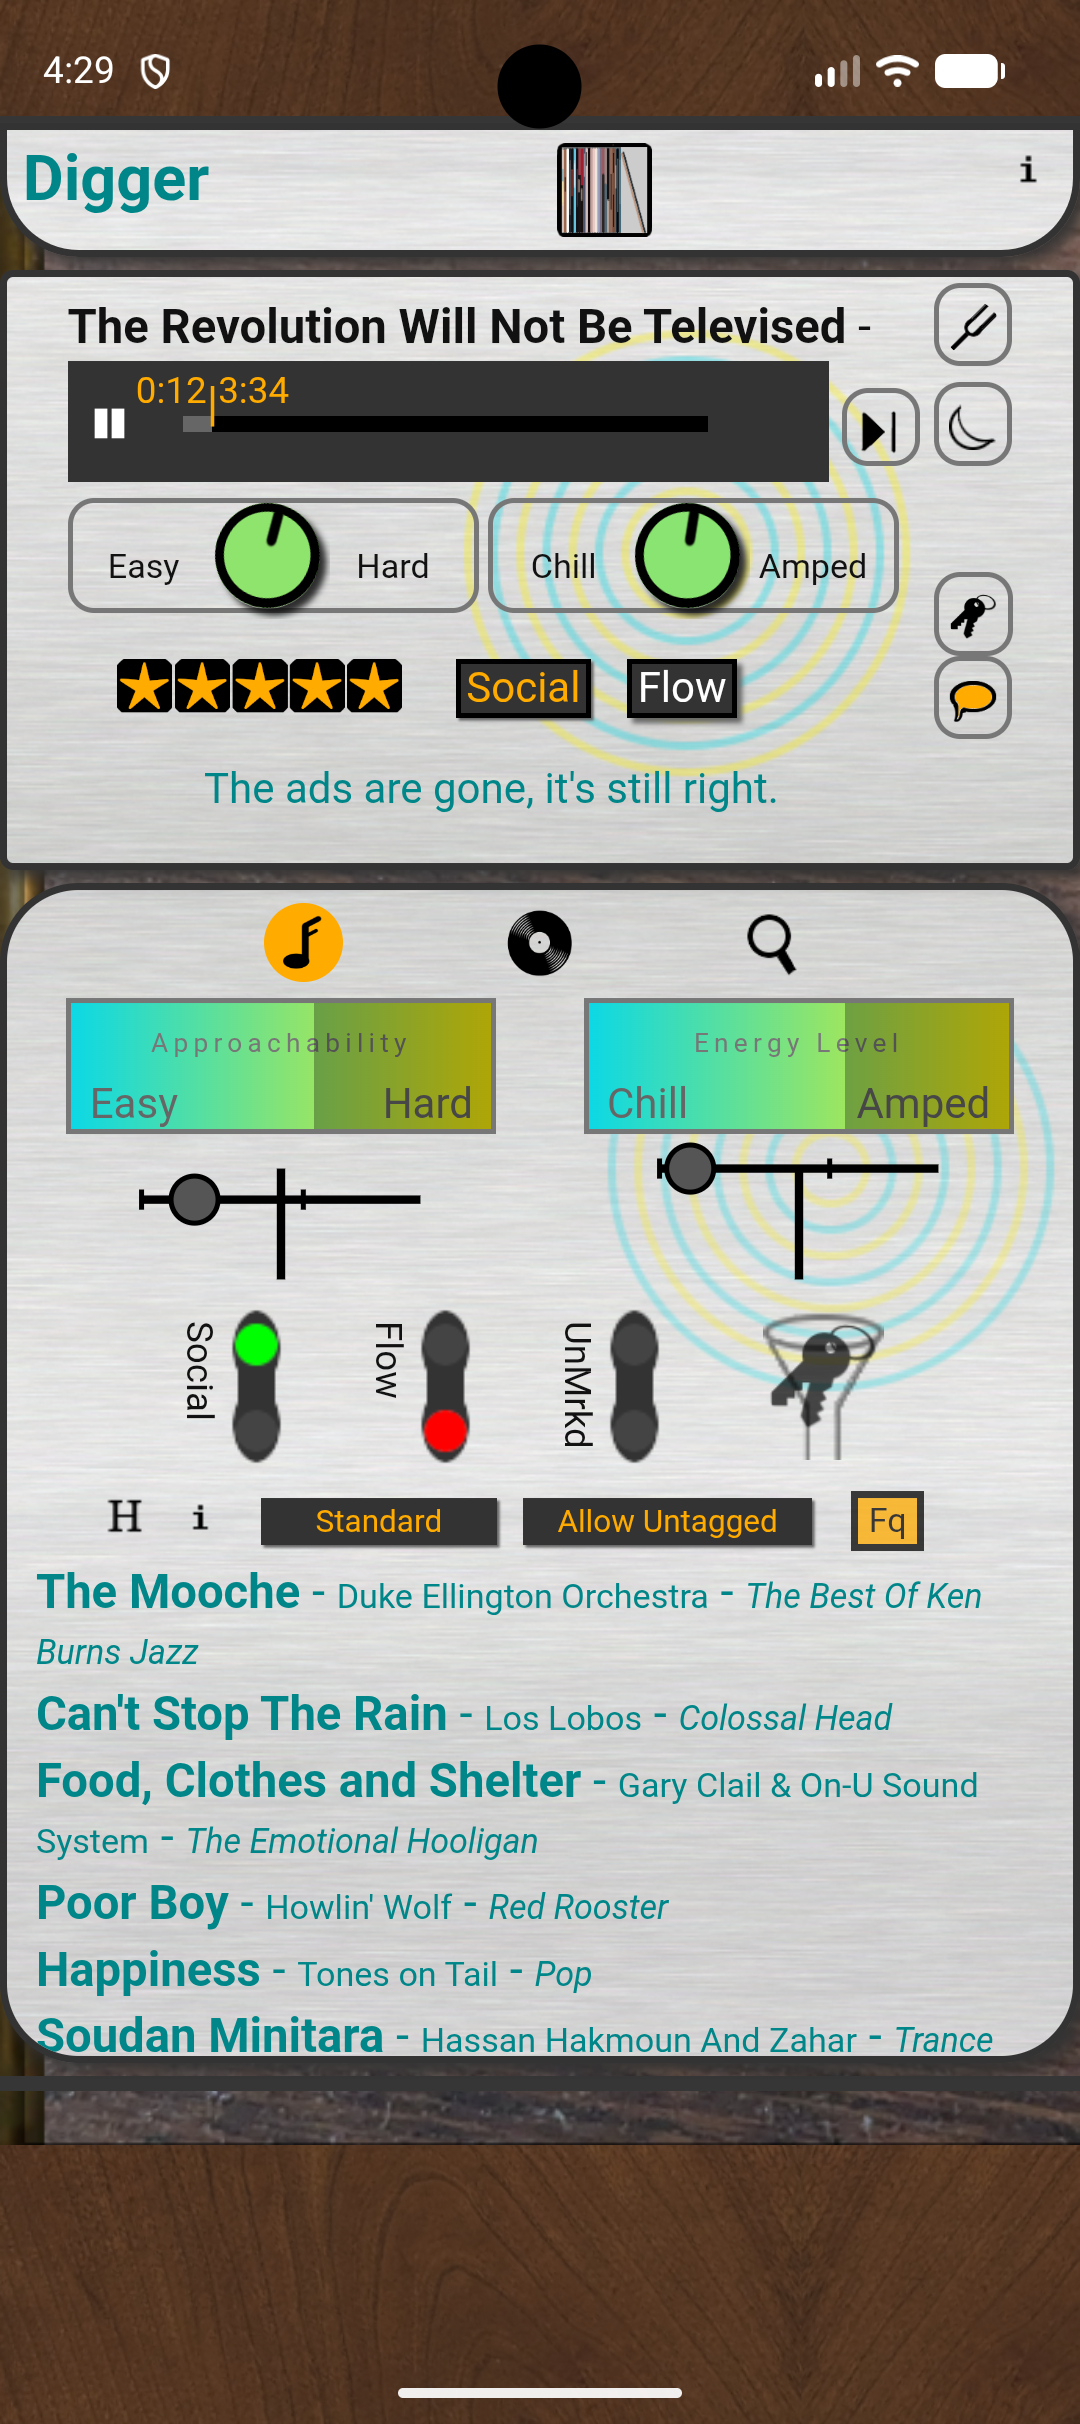 4:29
Digger
i
The Revolution Will Not Be Televised -
0:12 3:34
Easy Hard Chill Amped
Social Flow
The ads are gone, it's still right.
Approachability Energy Level
Easy Hard Chill Amped
Social Flow UnMrkd
H i Standard Allow Untagged Fq
The Mooche - Duke Ellington Orchestra - The Best Of Ken
Burns Jazz
Can't Stop The Rain - Los Lobos - Colossal Head
Food, Clothes and Shelter - Gary Clail & On-U Sound
System - The Emotional Hooligan
Poor Boy - Howlin' Wolf - Red Rooster
Happiness - Tones on Tail - Pop
Soudan Minitara - Hassan Hakmoun And Zahar - Trance